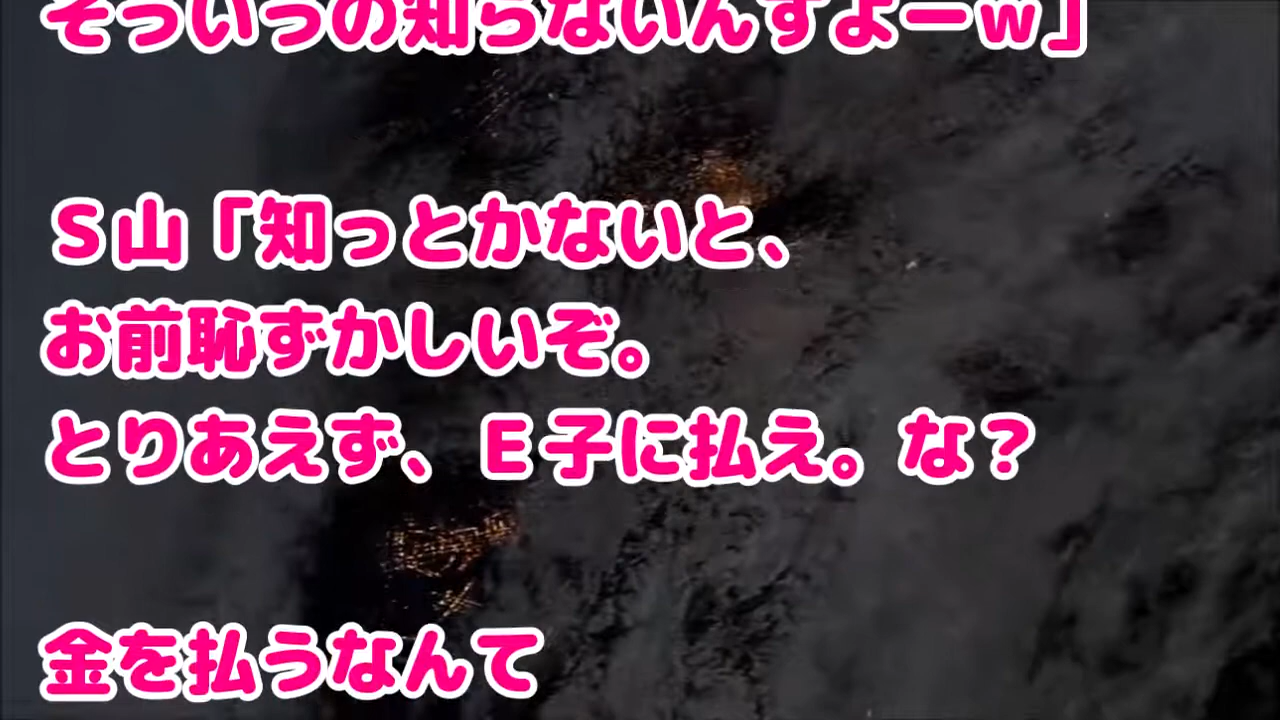 そういうの知らないんすよーｗ」
Ｓ山「知っとかないと、
お前恥ずかしいぞ。
とりあえず、Ｅ子に払え。な？
金を払うなんて